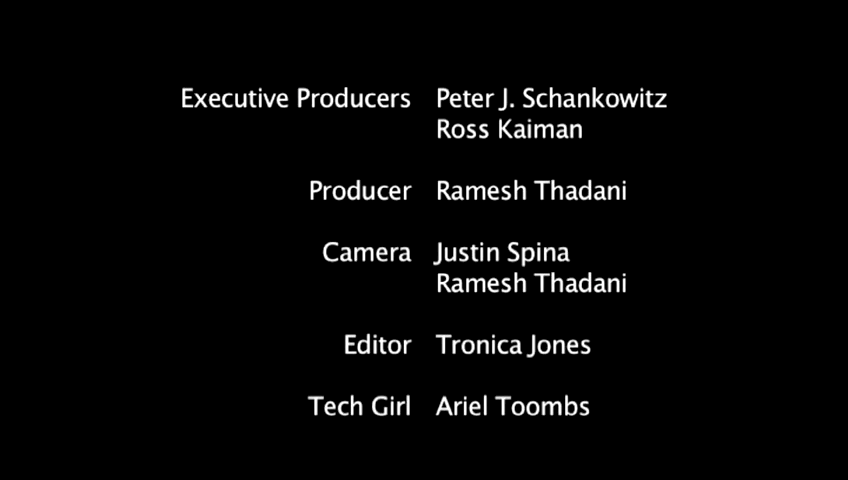 Executive Producers Peter J. Schankowitz
Ross Kaiman
Producer Ramesh Thadani
Camera Justin Spina
Ramesh Thadani
Editor Tronica Jones
Tech Girl Ariel Toombs